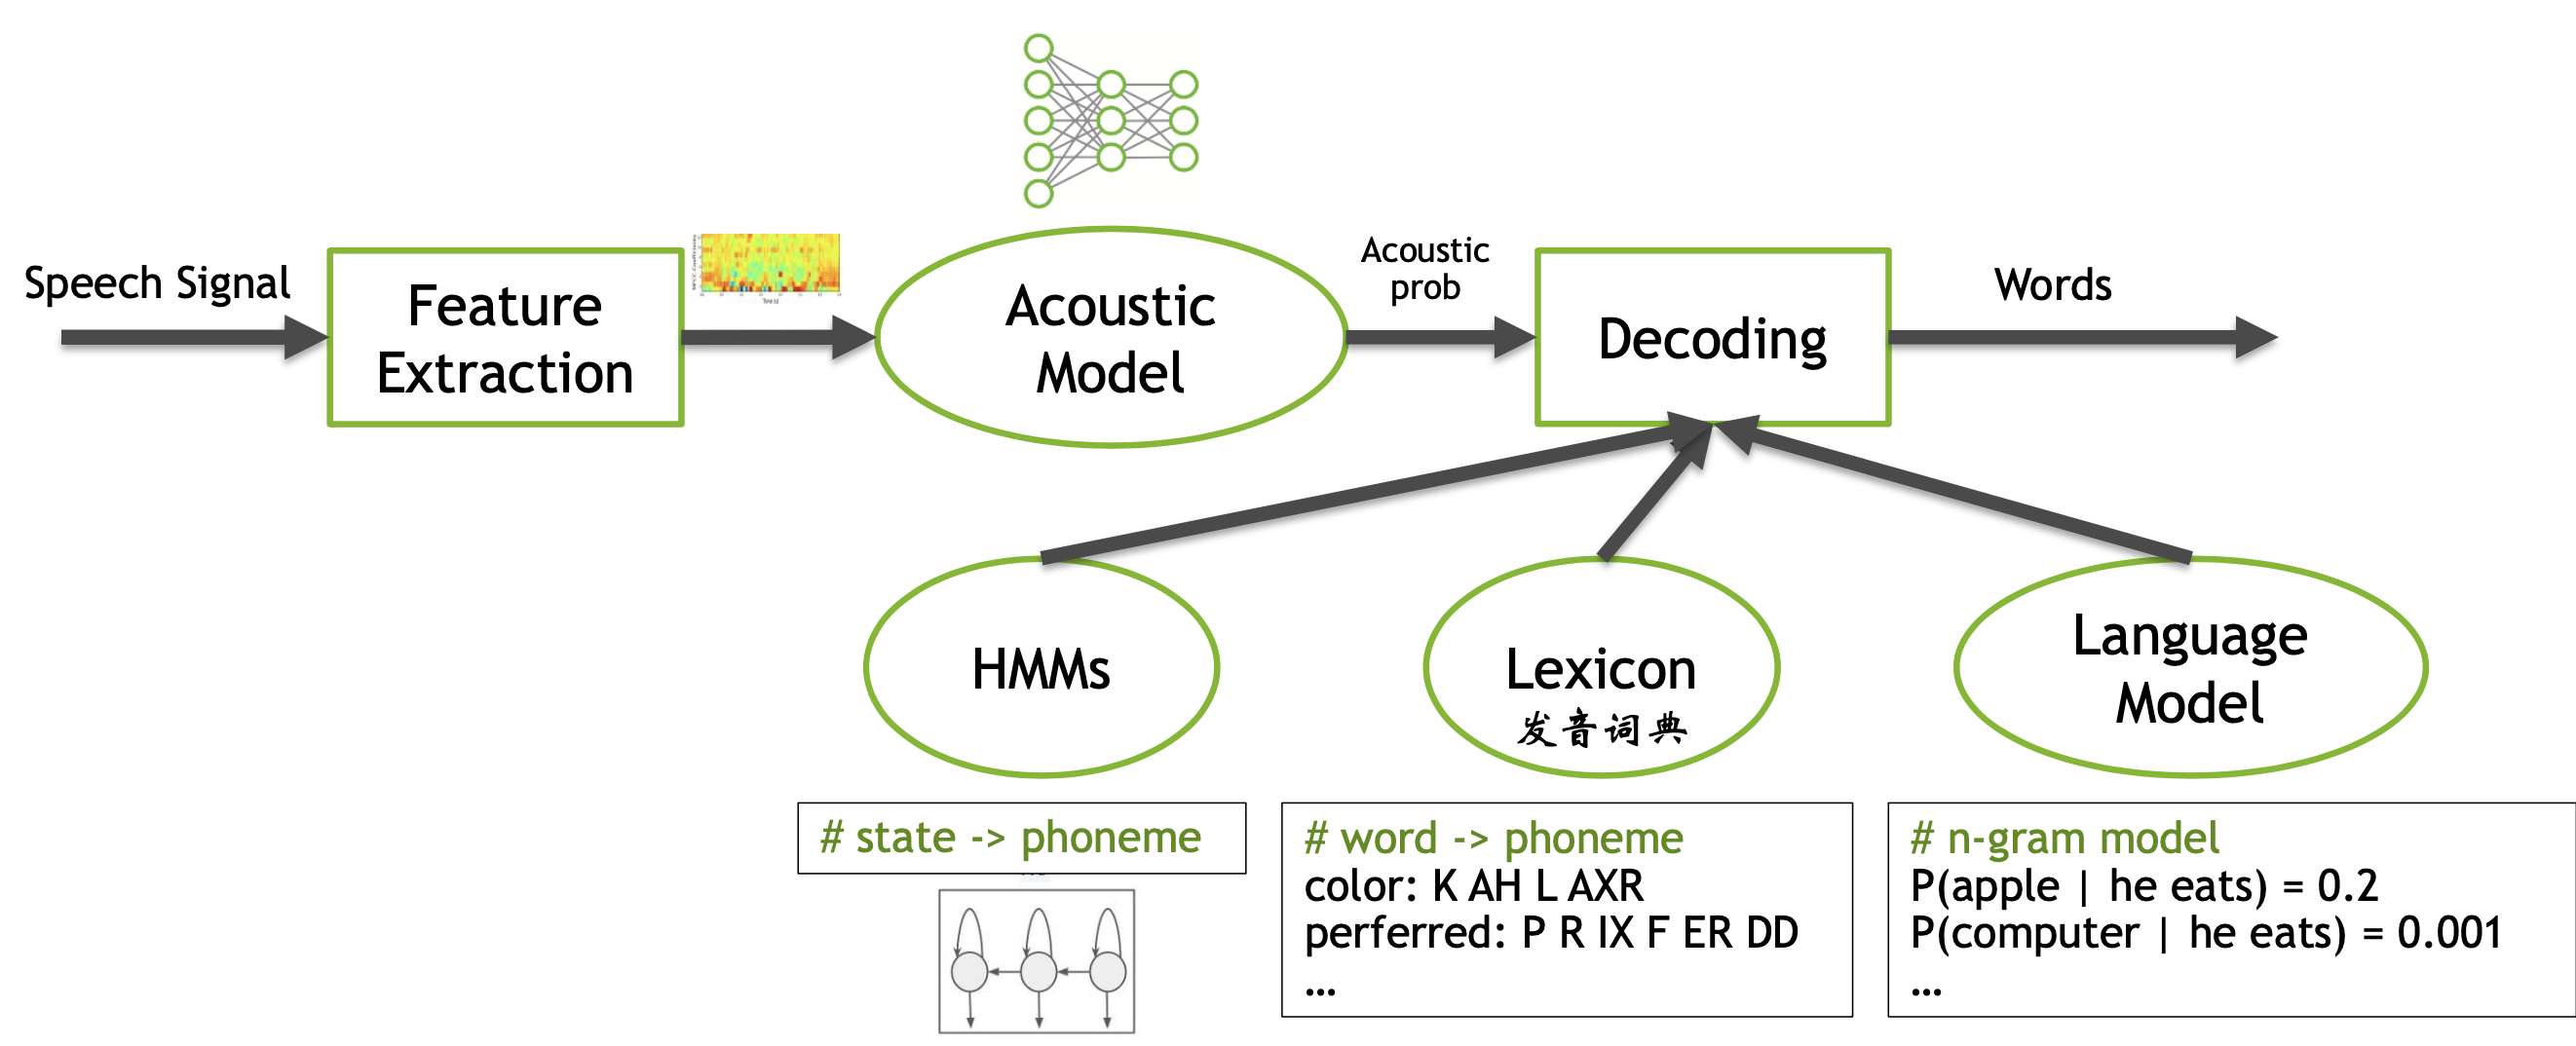 Speech Signal
Feature
Extraction
Acoustic
Model
Acoustic
prob
Decoding
Words
HMMs
Lexicon
发音词典
Language
Model
# state -> phoneme
# word -> phoneme
color: K AH L AXR
perferred: P R IX F ER DD
...
# n-gram model
P(apple | he eats) = 0.2
P(computer | he eats) = 0.001
...